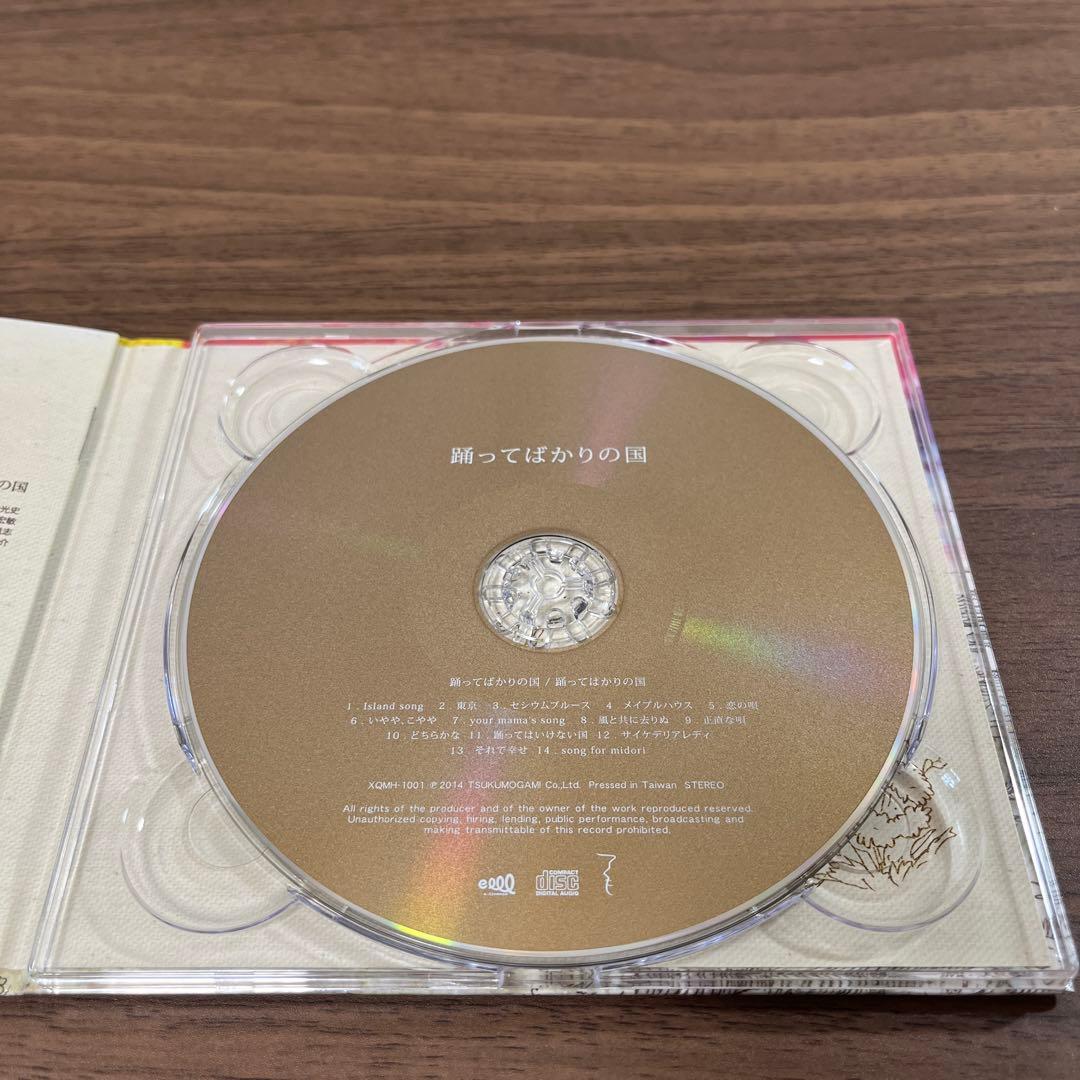 の国
光史
宏敏
志
介
踊ってばかりの国
踊ってばかりの国 / 踊ってばかりの国
1 . Island song 2 . 東京 3 . セシウムブルース 4 . メイプルハウス 5 . 恋の唄
6 . いやや、こやや 7 . your mama's song 8 . 風と共に去りぬ 9 . 正直な唄
10 . どちらかな 11 . 踊ってはいけない国 12 . サイケデリアレディ
13 . それで幸せ 14 . song for midori
XQMH-1001 ℗2014 TSUKUMOGAMI Co,.Ltd. Pressed in Taiwan STEREO
All rights of the producer and of the owner of the work reproduced reserved.
Unauthorized copying, hiring, lending, public performance, broadcasting and
making transmittable of this record prohibited.
COMPACT
disc
DIGITAL AUDIO